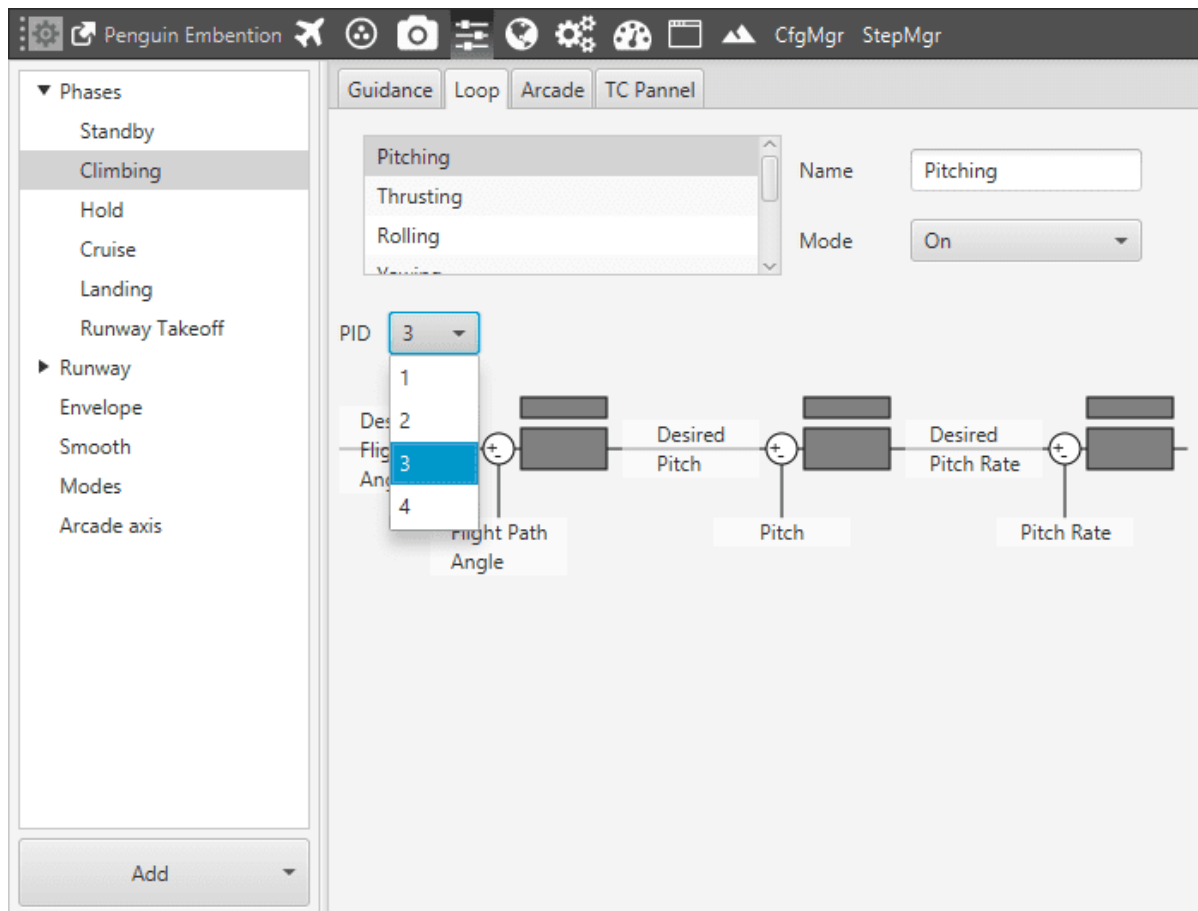 Penguin Embention CfgMgr StepMgr
Phases
Standby
Climbing
Hold
Cruise
Landing
Runway Takeoff
Runway
Envelope
Smooth
Modes
Arcade axis
Add
Guidance Loop Arcade TC Pannel
Pitching
Thrusting
Rolling
Name Pitching
Mode On
PID 3
1
2
3
4
Desired
Pitch
Desired
Pitch Rate
Flight Path
Angle
Pitch
Pitch Rate